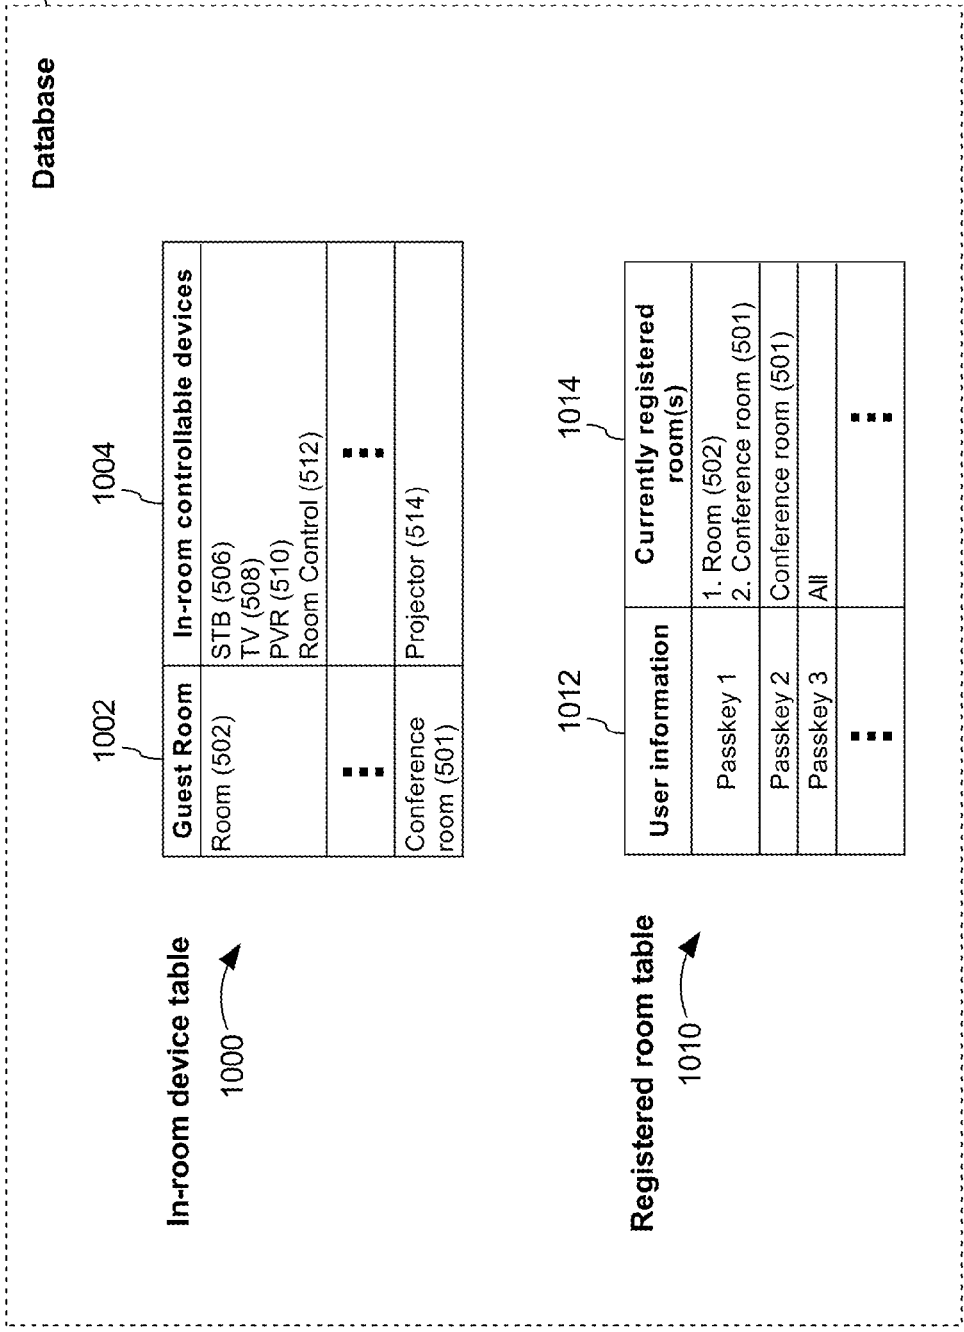 Database
In-room device table
1000
1002
1004
Guest Room
In-room controllable devices
Room (502)
STB (506)
TV (508)
PVR (510)
Room Control (512)
Conference
room (501)
Projector (514)
Registered room table
1010
1012
1014
User information
Currently registered
room(s)
Passkey 1
1. Room (502)
2. Conference room (501)
Passkey 2
Conference room (501)
Passkey 3
All